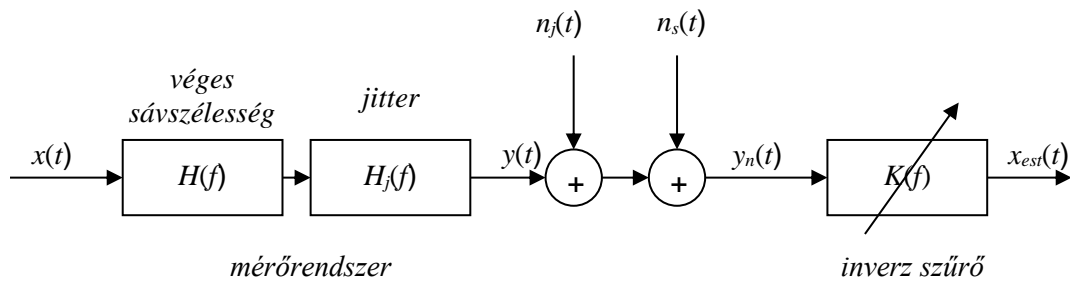 nⱼ(t)
nₛ(t)
véges
sávszélesség
jitter
x(t)
H(f)
Hⱼ(f)
y(t)
+
+
yₙ(t)
K(f)
xₑₛₜ(t)
mérőrendszer
inverz szűrő